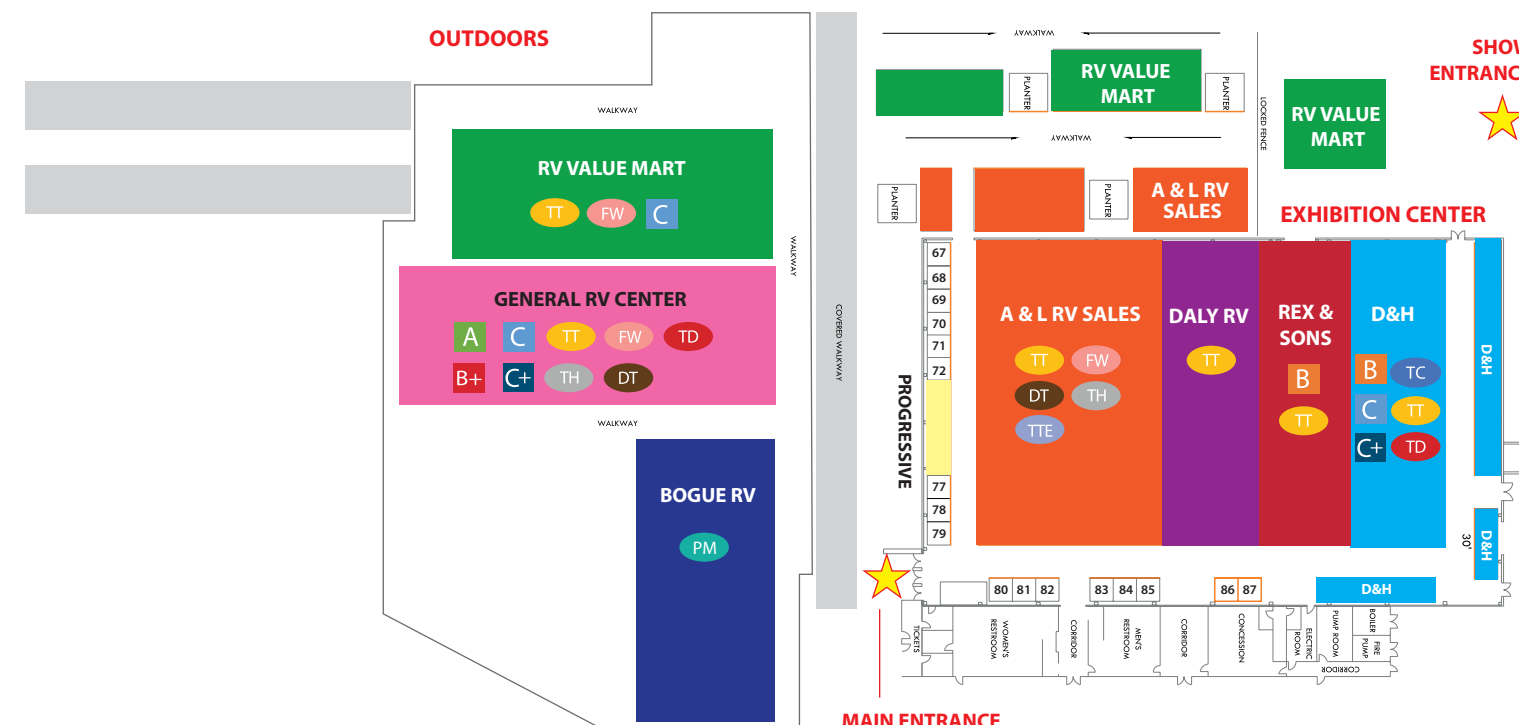 OUTDOORS
WALKWAY
RV VALUE MART
TT FW C
WALKWAY
GENERAL RV CENTER
A C TT FW TD
B+ C+ TH DT
WALKWAY
BOGUE RV
PM
COVERED WALKWAY
WALKWAY
PLANTER
RV VALUE
MART
PLANTER
WALKWAY
LOCKED FENCE
RV VALUE
MART
SHOW
ENTRANC
PLANTER
PLANTER
A & L RV
SALES
EXHIBITION CENTER
PROGRESSIVE
67
68
69
70
71
72
77
78
79
A & L RV SALES
TT FW
DT TH
TTE
DALY RV
TT
REX &
SONS
B
TT
D&H
B TC
C TT
C+ TD
D&H
D&H
30'
80 81 82
83 84 85
86 87
D&H
TICKETS
WOMEN'S
RESTROOM
CORRIDOR
MEN'S
RESTROOM
CORRIDOR
CONCESSION
ELECTRIC
ROOM
PUMP ROOM
BOILER
FIRE
PUMP
CORRIDOR
MAIN ENTRANCE